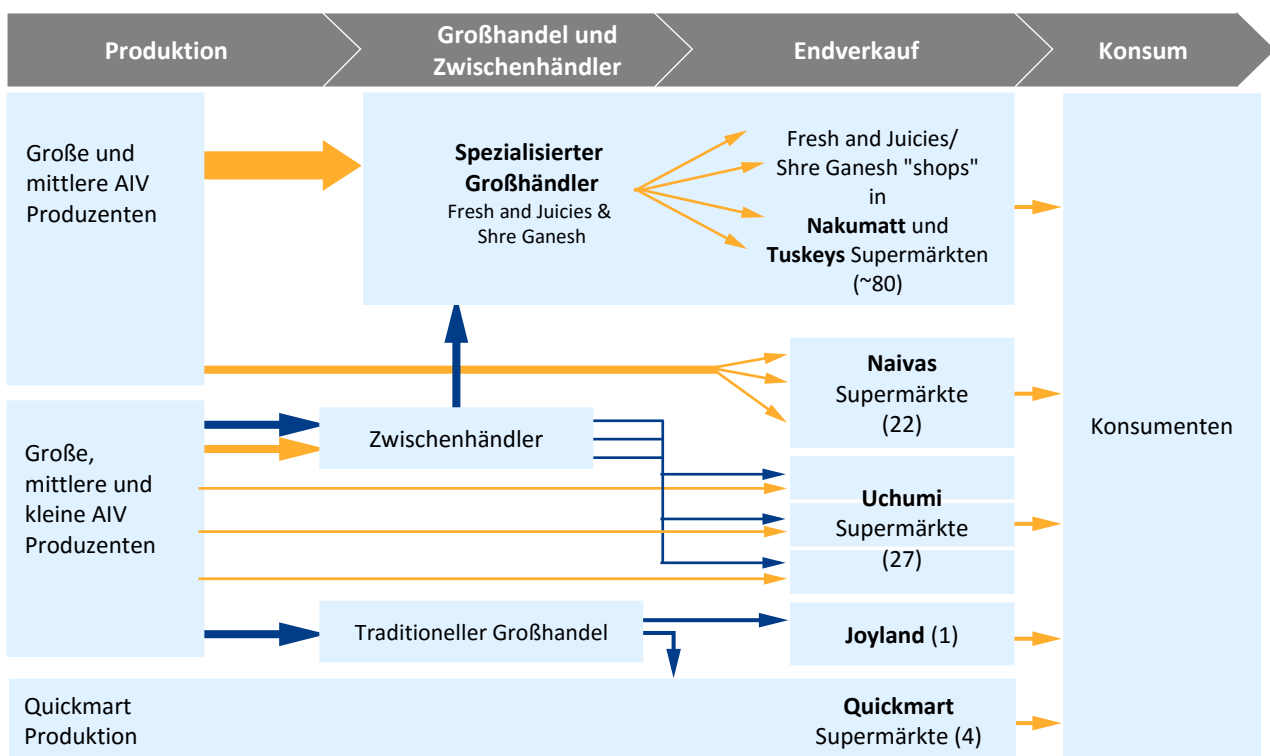 Produktion
Großhandel und
Zwischenhändler
Endverkauf
Konsum
Große und
mittlere AIV
Produzenten
Spezialisierter
Großhändler
Fresh and Juicies &
Shre Ganesh
Fresh and Juicies/
Shre Ganesh "shops"
in
Nakumatt und
Tuskeys Supermärkten
(~80)
Naivas
Supermärkte
(22)
Große,
mittlere und
kleine AIV
Produzenten
Zwischenhändler
Uchumi
Supermärkte
(27)
Konsumenten
Traditioneller Großhandel
Joyland (1)
Quickmart
Produktion
Quickmart
Supermärkte (4)